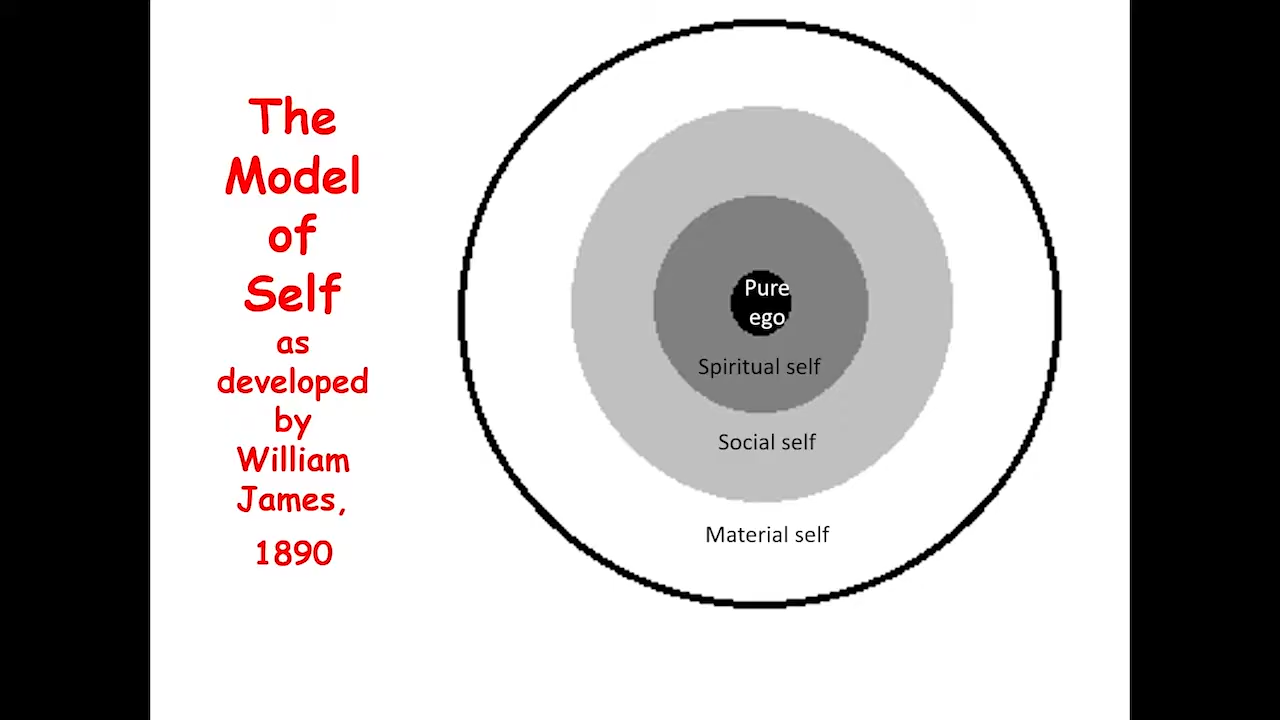 The
Model
of
Self
as
developed
by
William
James,
1890
Pure
ego
Spiritual self
Social self
Material self